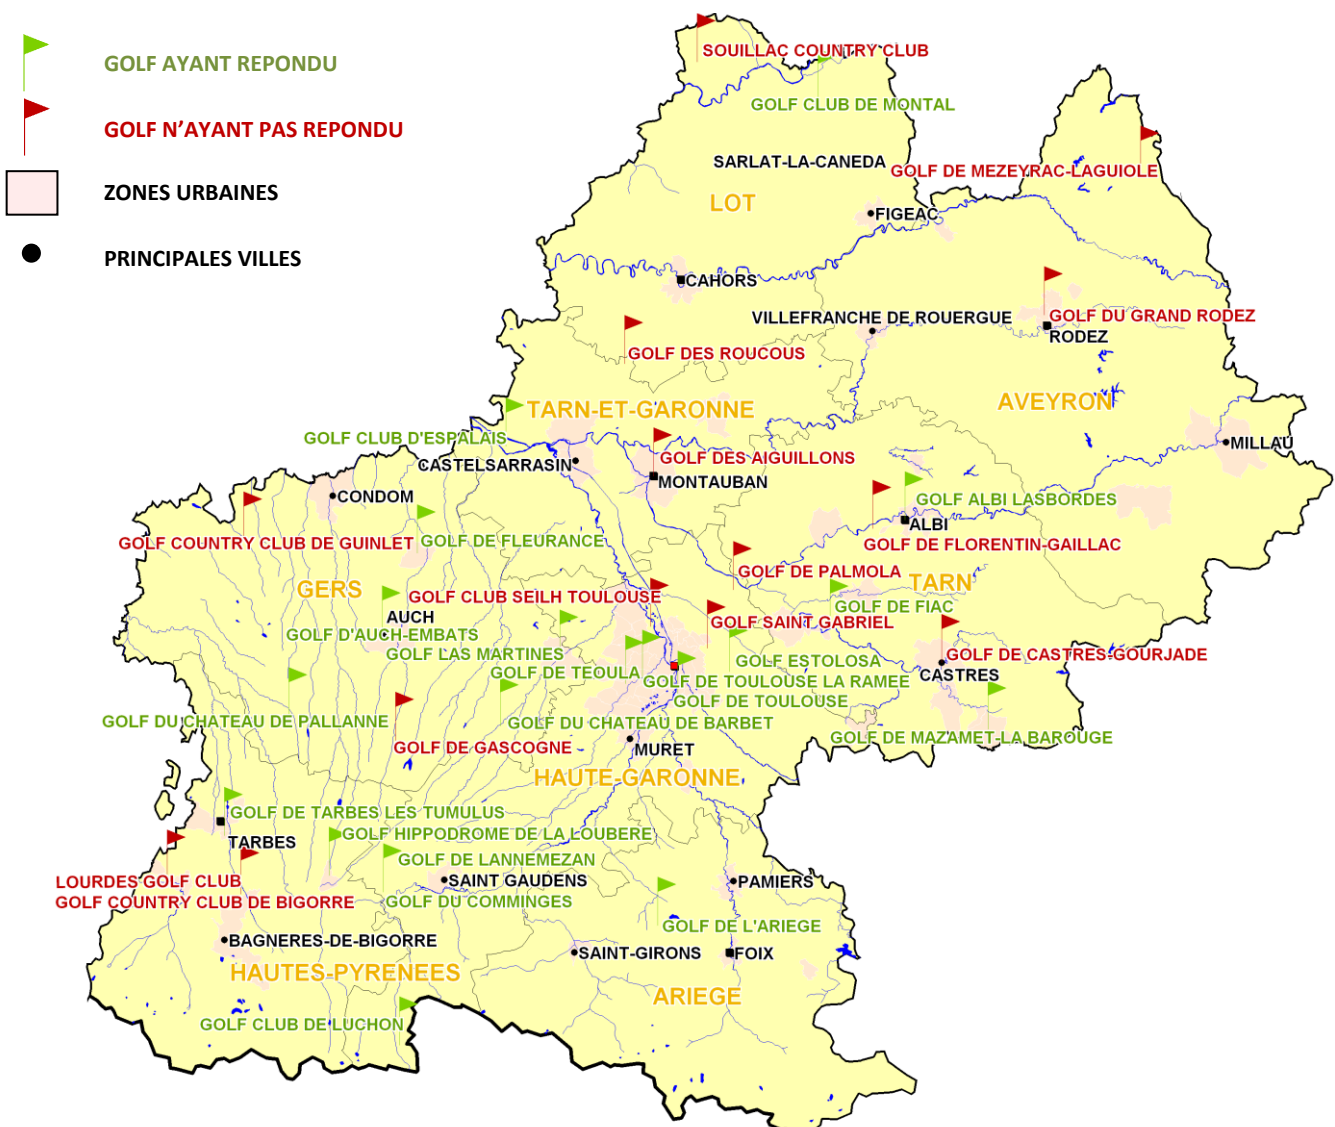 GOLF AYANT REPONDU
GOLF N'AYANT PAS REPONDU
ZONES URBAINES
PRINCIPALES VILLES
SOUILLAC COUNTRY CLUB
GOLF CLUB DE MONTAL
SARLAT-LA-CANEDA
GOLF DE MEZEYRAC-LAGUIOLE
LOT
FIGEAC
CAHORS
VILLEFRANCHE DE ROUERGUE
GOLF DU GRAND RODEZ
RODEZ
GOLF DES ROUCOUS
TARN-ET-GARONNE
AVEYRON
GOLF CLUB D'ESPALAIS
MILLAU
CASTELSARRASIN
GOLF DES AIGUILLONS
MONTAUBAN
CONDOM
GOLF ALBI LASBORDES
ALBI
GOLF COUNTRY CLUB DE GUINLET
GOLF DE FLEURANCE
GOLF DE FLORENTIN-GAILLAC
GOLF DE PALMOLA
TARN
GERS
GOLF CLUB SEILH TOULOUSE
GOLF DE FIAC
AUCH
GOLF SAINT GABRIEL
GOLF D'AUCH-EMBATS
GOLF LAS MARTINES
GOLF DE CASTRES-GOURJADE
GOLF ESTOLOSA
GOLF DE TEOULA
GOLF DE TOULOUSE LA RAMEE
CASTRES
GOLF DE TOULOUSE
GOLF DU CHATEAU DE PALLANNE
GOLF DU CHATEAU DE BARBET
GOLF DE MAZAMET-LA BAROUGE
GOLF DE GASCOGNE
MURET
HAUTE-GARONNE
GOLF DE TARBES LES TUMULUS
TARBES
GOLF HIPPODROME DE LA LOUBERE
GOLF DE LANNEMEZAN
LOURDES GOLF CLUB
SAINT GAUDENS
PAMIERS
GOLF COUNTRY CLUB DE BIGORRE
GOLF DU COMMINGES
GOLF DE L'ARIEGE
BAGNERES-DE-BIGORRE
SAINT-GIRONS
FOIX
HAUTES-PYRENEES
ARIEGE
GOLF CLUB DE LUCHON